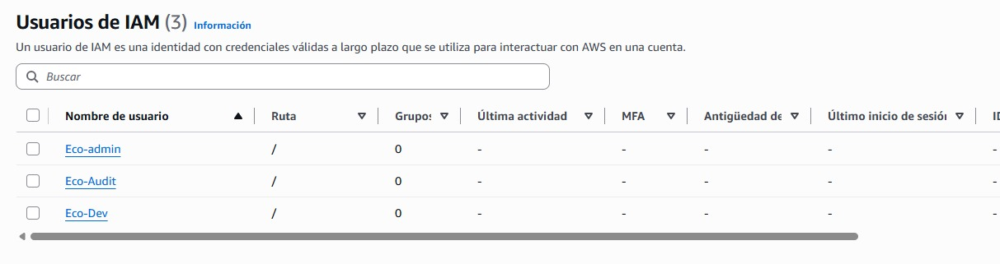 Usuarios de IAM (3) Información
Un usuario de IAM es una identidad con credenciales válidas a largo plazo que se utiliza para interactuar con AWS en una cuenta.
Buscar
Nombre de usuario Ruta Grupos Última actividad MFA Antigüedad de Último inicio de sesión ID
Eco-admin / 0 - - - - -
Eco-Audit / 0 - - - - -
Eco-Dev / 0 - - - - -